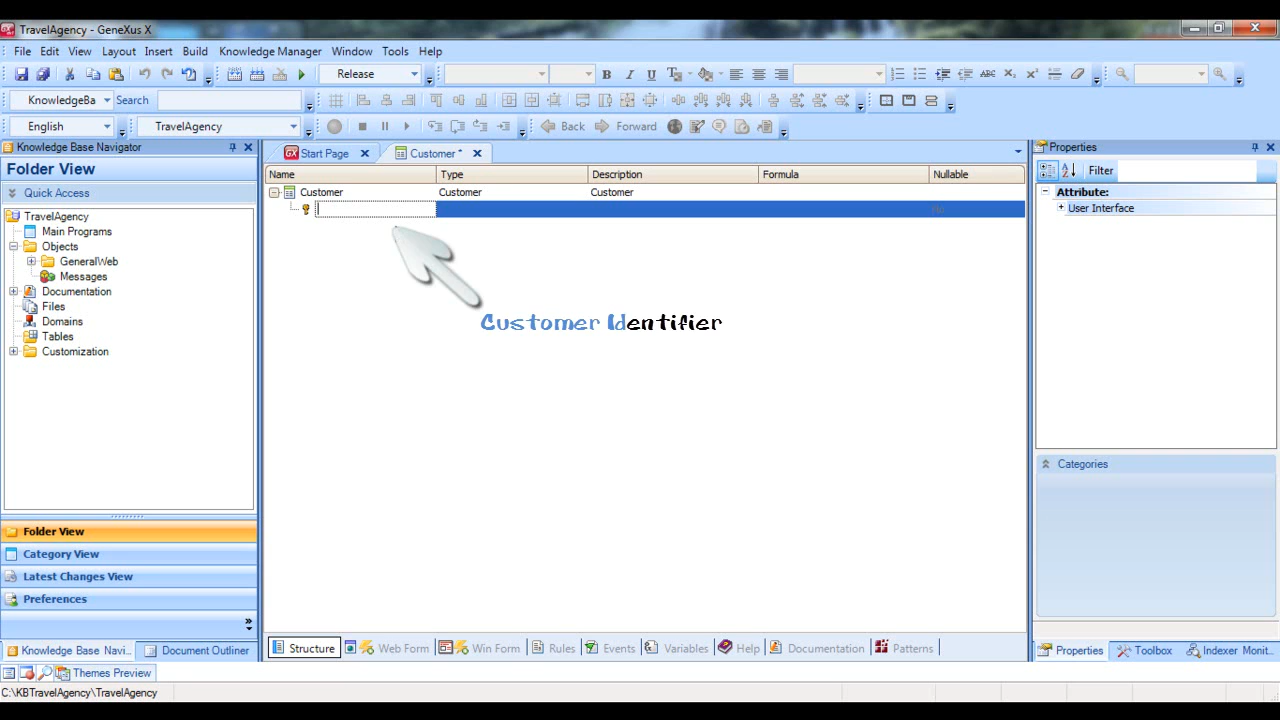 TravelAgency - GeneXus X
File Edit View Layout Insert Build Knowledge Manager Window Tools Help
Release
KnowledgeBa Search
English TravelAgency Back Forward
Knowledge Base Navigator
Folder View
Quick Access
TravelAgency
Main Programs
Objects
GeneralWeb
Messages
Documentation
Files
Domains
Tables
Customization
Folder View
Category View
Latest Changes View
Preferences
Knowledge Base Navi... Document Outliner
Start Page Customer *
Name Type Description Formula Nullable
Customer Customer Customer
No
Customer Identifier
Structure Web Form Win Form Rules Events Variables Help Documentation Patterns
Properties
Filter
Attribute:
User Interface
Categories
Properties Toolbox Indexer Monit...
Themes Preview
C:\KBTravelAgency\TravelAgency